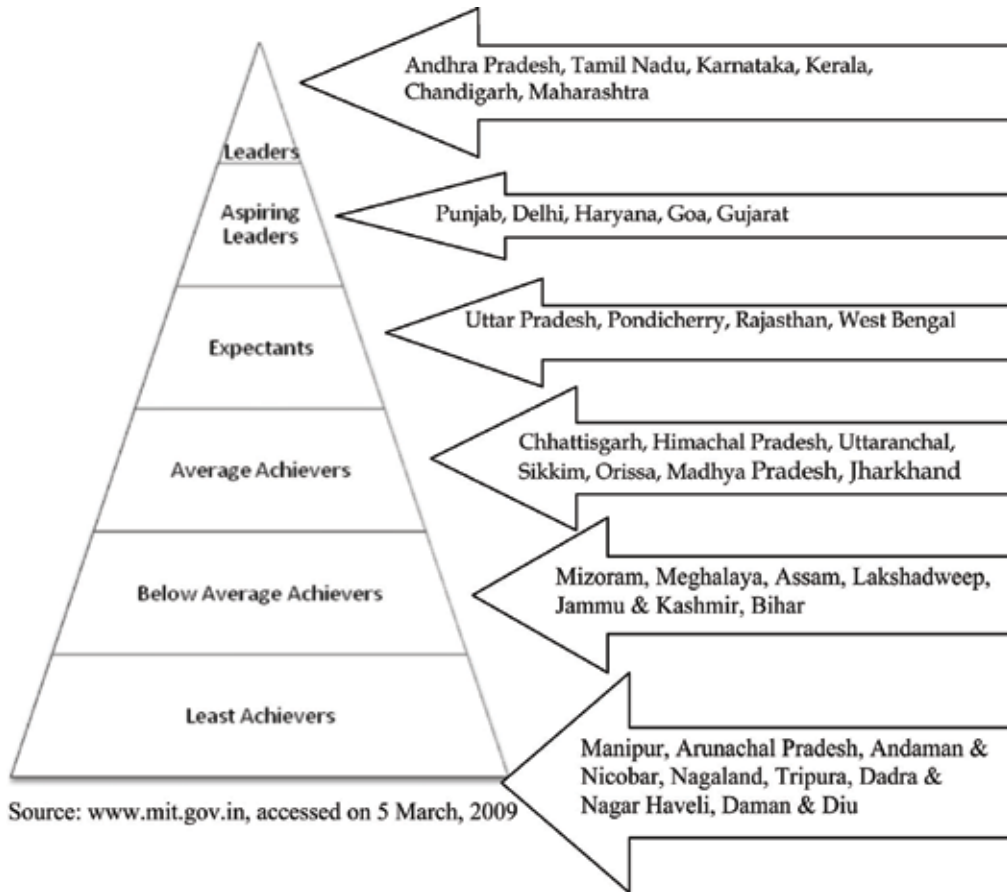 Leaders
Andhra Pradesh, Tamil Nadu, Karnataka, Kerala,
Chandigarh, Maharashtra
Aspiring
Leaders
Punjab, Delhi, Haryana, Goa, Gujarat
Expectants
Uttar Pradesh, Pondicherry, Rajasthan, West Bengal
Average Achievers
Chhattisgarh, Himachal Pradesh, Uttaranchal,
Sikkim, Orissa, Madhya Pradesh, Jharkhand
Below Average Achievers
Mizoram, Meghalaya, Assam, Lakshadweep,
Jammu & Kashmir, Bihar
Least Achievers
Manipur, Arunachal Pradesh, Andaman &
Nicobar, Nagaland, Tripura, Dadra &
Nagar Haveli, Daman & Diu
Source: www.mit.gov.in, accessed on 5 March, 2009